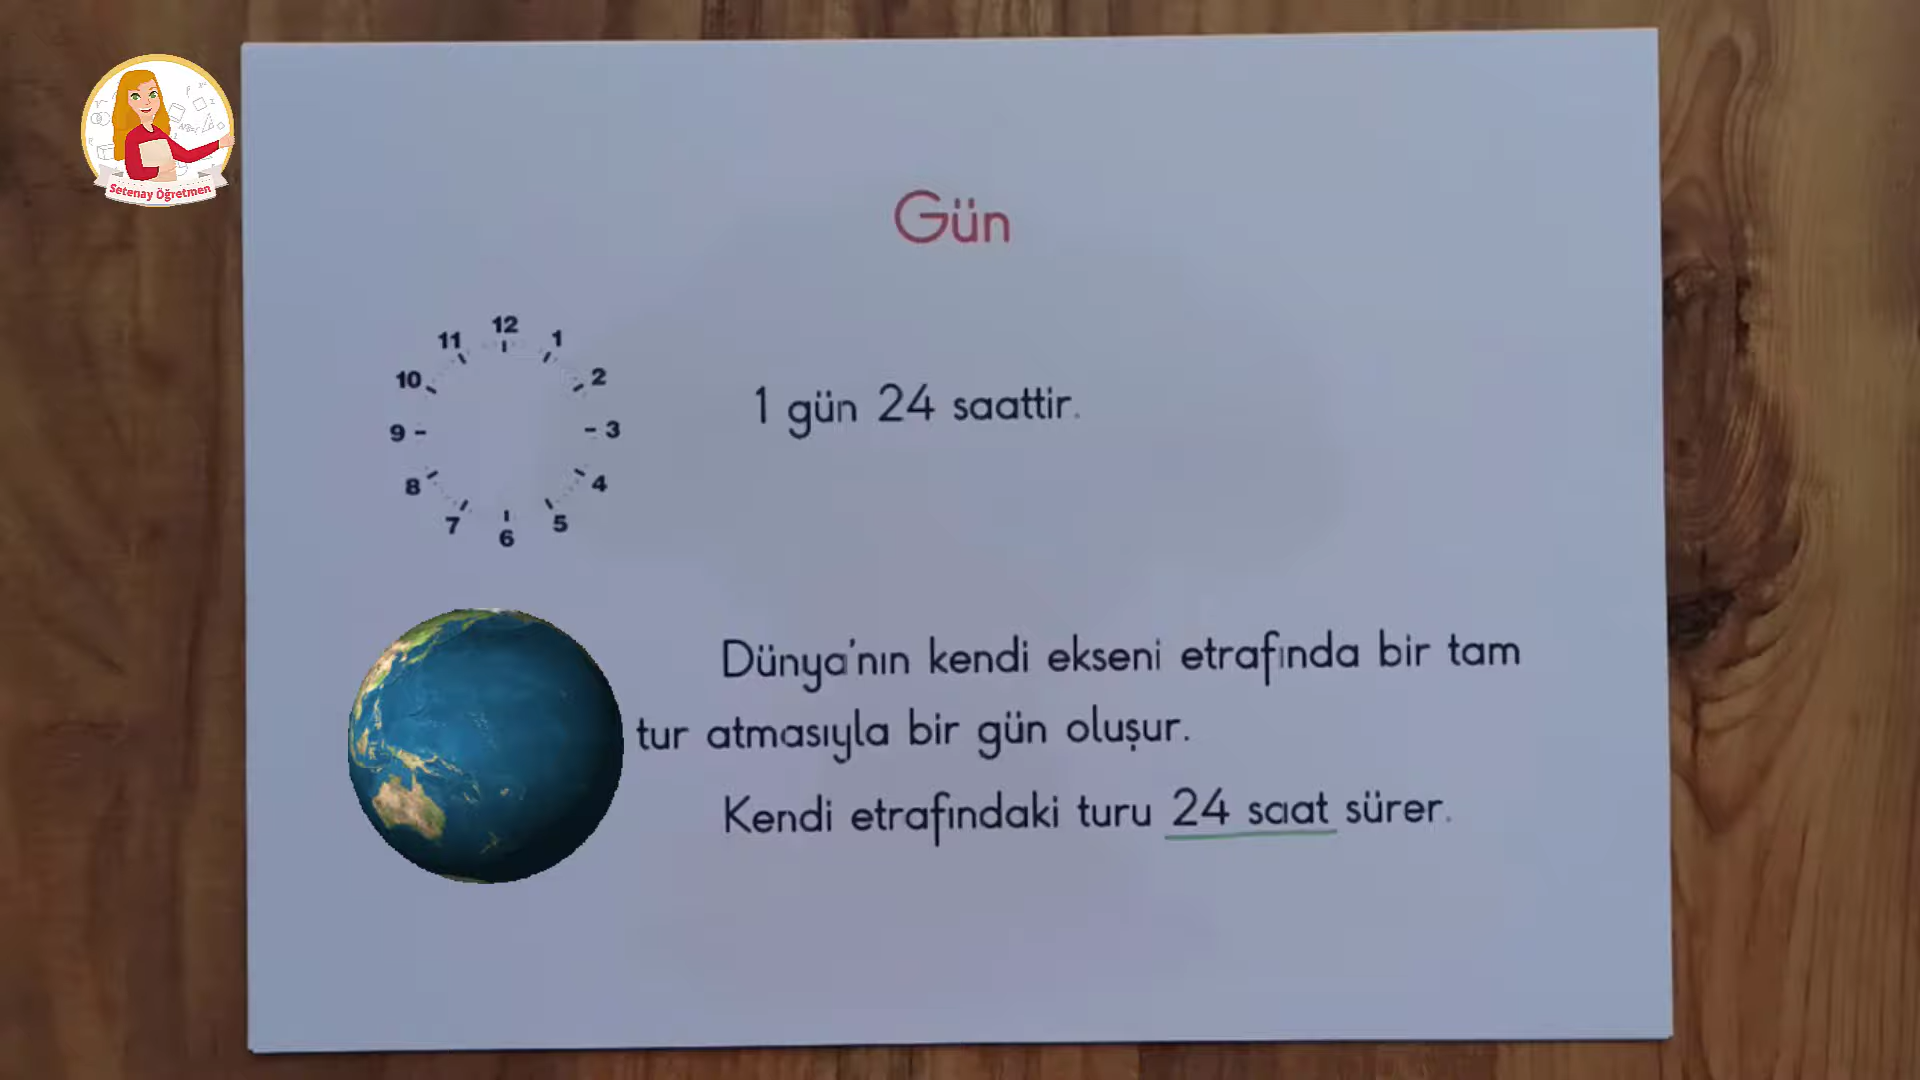 Setenay Öğretmen
Gün
12
11 1
10 2
9 3
8 4
7 5
6
1 gün 24 saattir.
Dünya'nın kendi ekseni etrafında bir tam
tur atmasıyla bir gün oluşur.
Kendi etrafındaki turu 24 saat sürer.